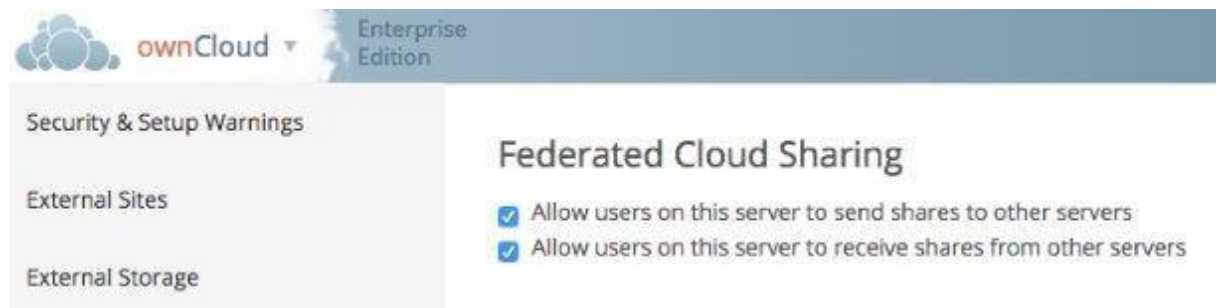 ownCloud
Enterprise
Edition
Security & Setup Warnings
External Sites
External Storage
Federated Cloud Sharing
Allow users on this server to send shares to other servers
Allow users on this server to receive shares from other servers